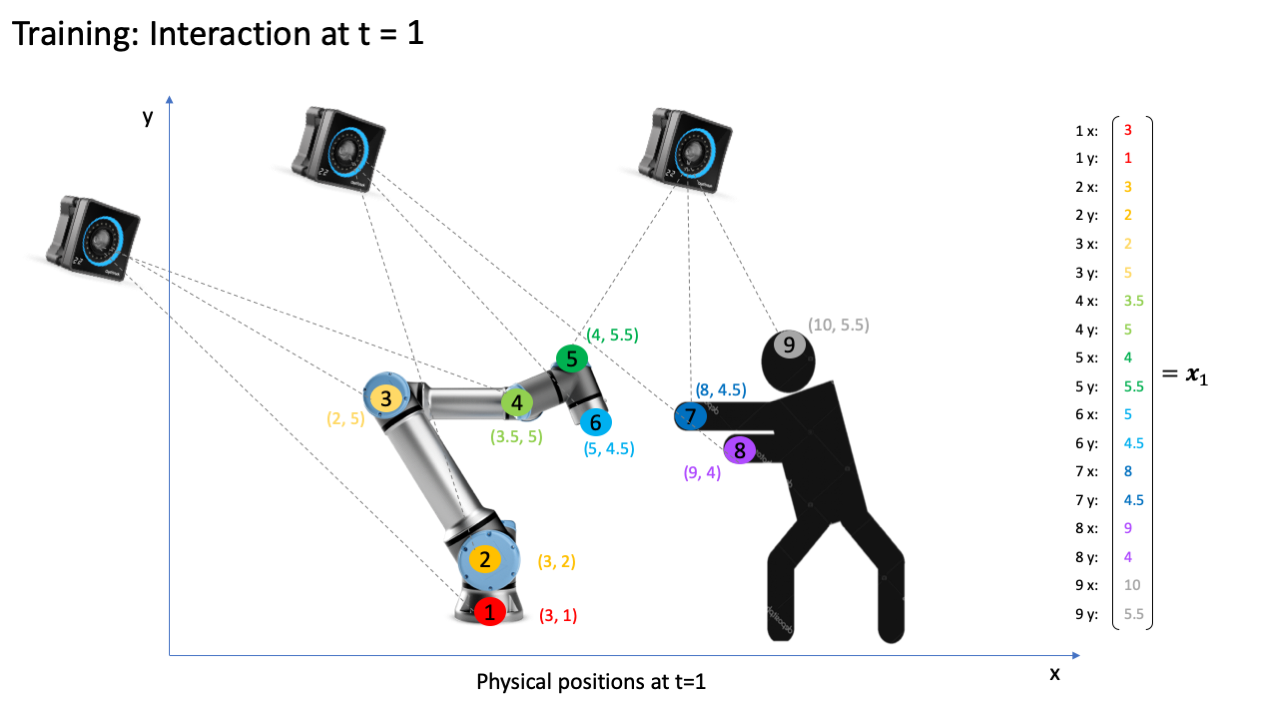 Training: Interaction at t = 1
y
22
22
22
1 x: 3
1 y: 1
2 x: 3
2 y: 2
3 x: 2
3 y: 5
4 x: 3.5
4 y: 5
5 x: 4
5 y: 5.5
6 x: 5
6 y: 4.5
7 x: 8
7 y: 4.5
8 x: 9
8 y: 4
9 x: 10
9 y: 5.5
= x₁
(10, 5.5)
9
(4, 5.5)
5
3
(2, 5)
4
(3.5, 5)
6
(5, 4.5)
(8, 4.5)
7
8
(9, 4)
2
(3, 2)
1
(3, 1)
x
Physical positions at t=1